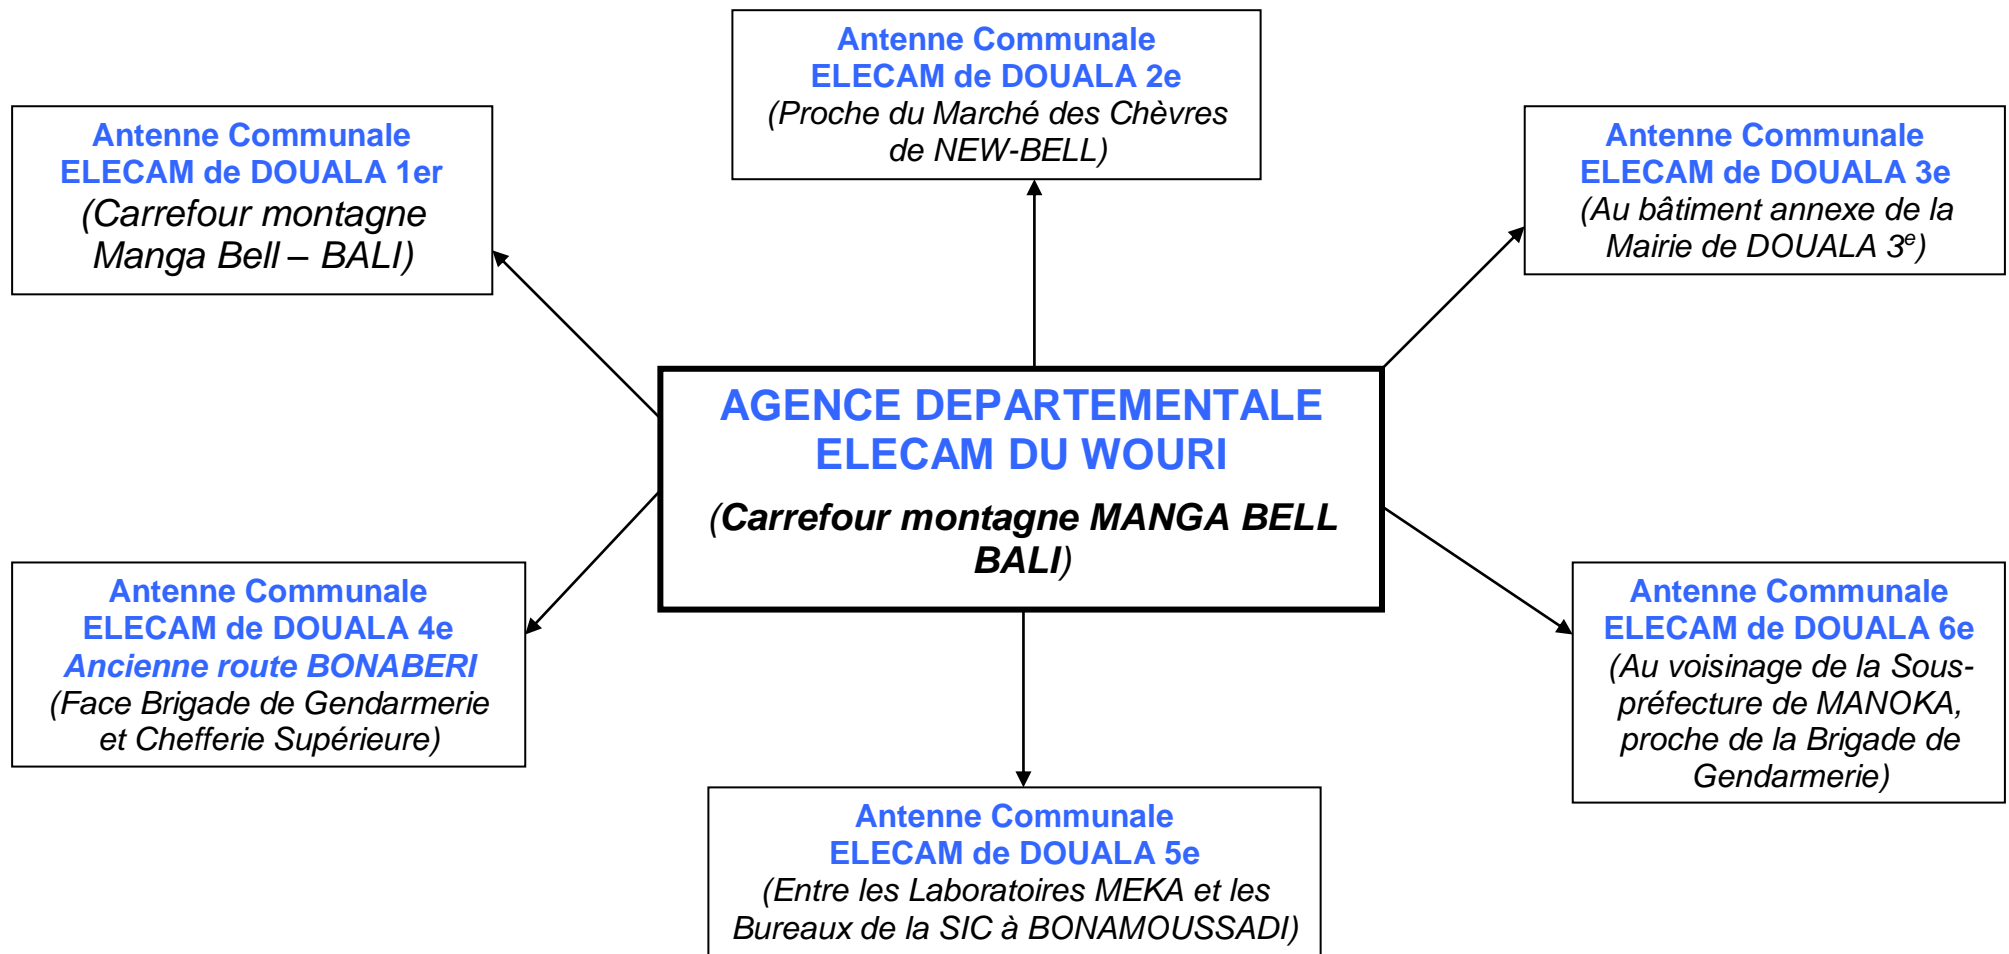 Antenne Communale
ELECAM de DOUALA 2e
(Proche du Marché des Chèvres
de NEW-BELL)
Antenne Communale
ELECAM de DOUALA 1er
(Carrefour montagne
Manga Bell – BALI)
Antenne Communale
ELECAM de DOUALA 3e
(Au bâtiment annexe de la
Mairie de DOUALA 3e)
AGENCE DEPARTEMENTALE
ELECAM DU WOURI
(Carrefour montagne MANGA BELL
BALI)
Antenne Communale
ELECAM de DOUALA 4e
Ancienne route BONABERI
(Face Brigade de Gendarmerie
et Chefferie Supérieure)
Antenne Communale
ELECAM de DOUALA 6e
(Au voisinage de la Sous-
préfecture de MANOKA,
proche de la Brigade de
Gendarmerie)
Antenne Communale
ELECAM de DOUALA 5e
(Entre les Laboratoires MEKA et les
Bureaux de la SIC à BONAMOUSSADI)